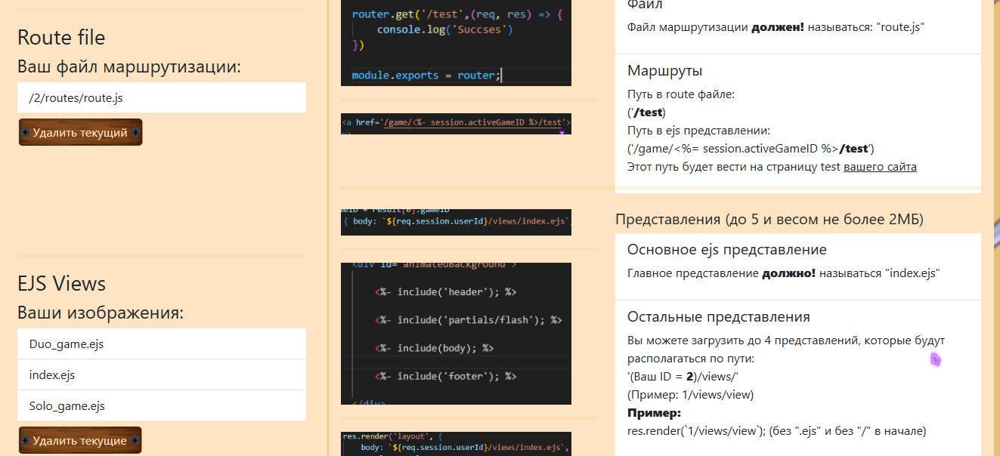 Route file
Ваш файл маршрутизации:
/2/routes/route.js
Удалить текущий
EJS Views
Ваши изображения:
Duo_game.ejs
index.ejs
Solo_game.ejs
Удалить текущие
router.get('/test',(req, res) => {
console.log('Succses')
})
module.exports = router;
<a href='/game/<%- session.activeGameID %>/test'>
= result[0].gameID
{ body: `${req.session.userId}/views/index.ejs`,
<div id="animatedBackground">
<%- include('header'); %>
<%- include('partials/flash'); %>
<%- include(body); %>
<%- include('footer'); %>
</div>
res.render('layout', {
body: `${req.session.userId}/views/index.ejs`,
Файл
Файл маршрутизации должен! называться: "route.js"
Маршруты
Путь в route файле:
('/test)
Путь в ejs представлении:
('/game/<%= session.activeGameID %>/test')
Этот путь будет вести на страницу test вашего сайта
Представления (до 5 и весом не более 2МБ)
Основное ejs представление
Главное представление должно! называться "index.ejs"
Остальные представления
Вы можете загрузить до 4 представлений, которые будут
располагаться по пути:
'(Ваш ID = 2)/views/'
(Пример: 1/views/view)
Пример:
res.render(`1/views/view`); (без ".ejs" и без "/" в начале)